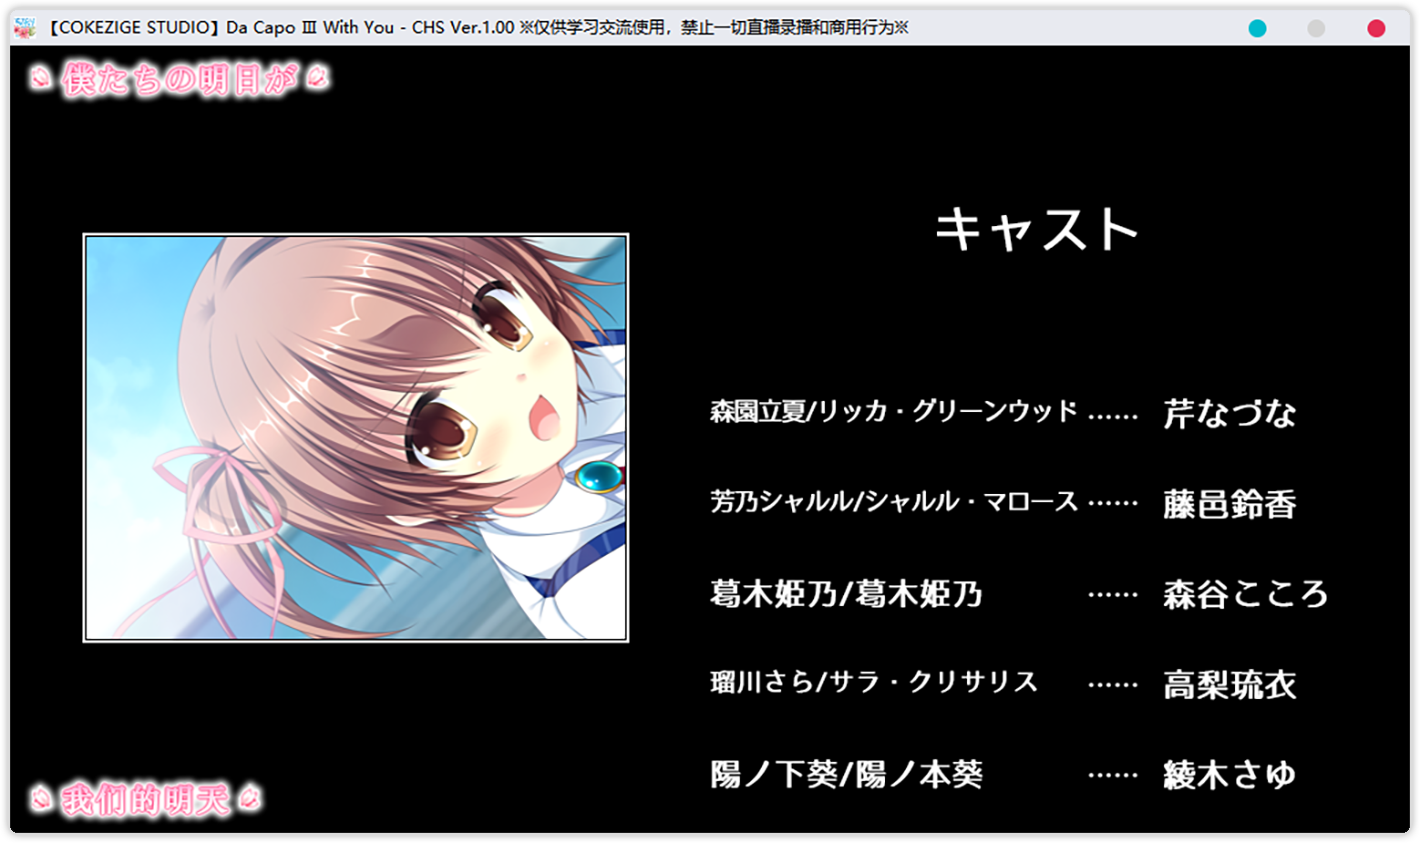 【COKEZIGE STUDIO】Da Capo Ⅲ With You - CHS Ver.1.00 ※仅供学习交流使用，禁止一切直播录播和商用行为※
僕たちの明日が
キャスト
森園立夏/リッカ・グリーンウッド …… 芹なづな
芳乃シャルル/シャルル・マロース …… 藤邑鈴香
葛木姫乃/葛木姫乃 …… 森谷こころ
瑠川さら/サラ・クリサリス …… 高梨琉衣
陽ノ下葵/陽ノ本葵 …… 綾木さゆ
我们的明天